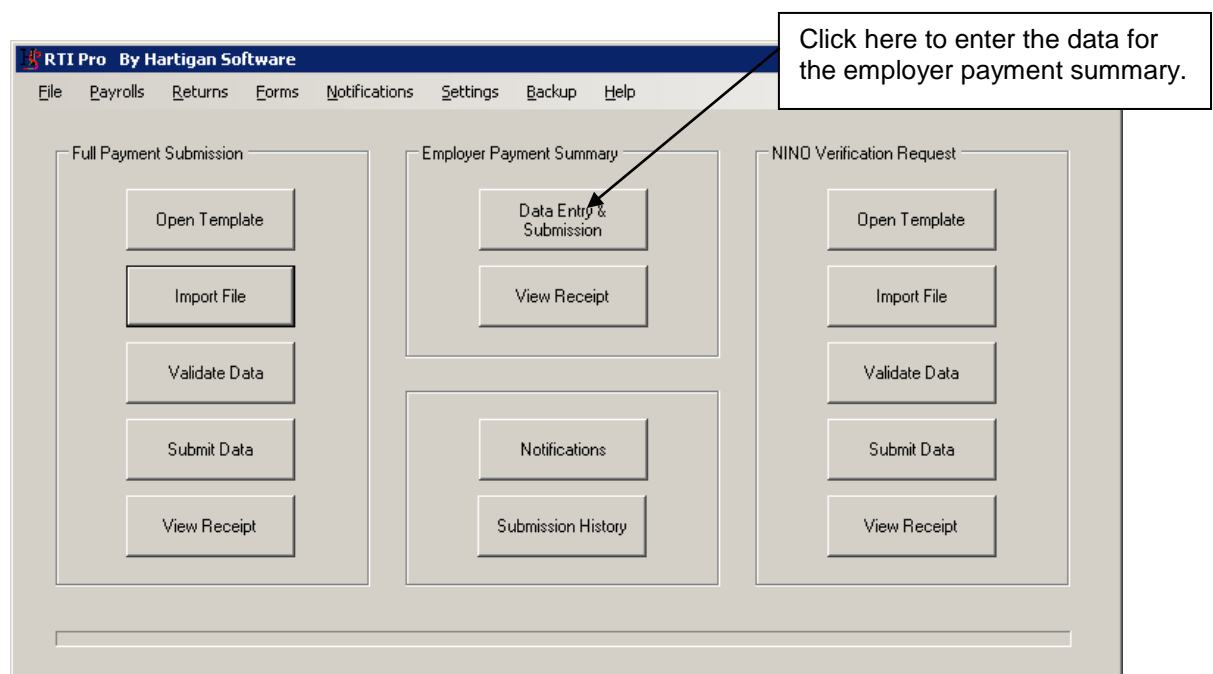 Click here to enter the data for
the employer payment summary.
RTI Pro By Hartigan Software
File Payrolls Returns Forms Notifications Settings Backup Help
Full Payment Submission
Open Template
Import File
Validate Data
Submit Data
View Receipt
Employer Payment Summary
Data Entry &
Submission
View Receipt
Notifications
Submission History
NINO Verification Request
Open Template
Import File
Validate Data
Submit Data
View Receipt